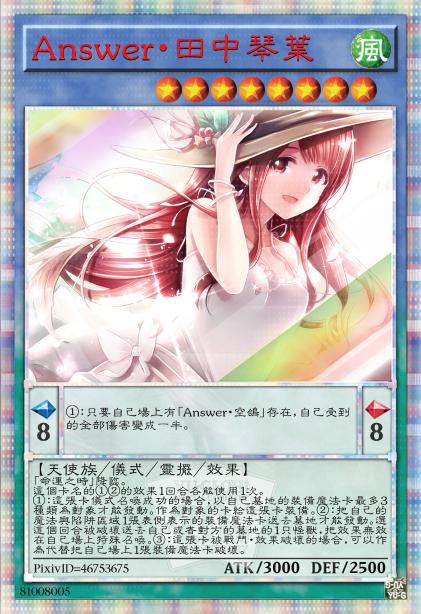 Answer・田中琴葉
風
①：只要自己場上有「Answer・空鴿」存在，自己受到
的全部傷害變成一半。
8
8
【天使族／儀式／靈擺／效果】
「命運之時」降臨。
這個卡名的①②的效果1回合各能使用1次。
①：這張卡儀式召喚成功的場合，以自己墓地的裝備魔法卡最多3
種類為對象才能發動。作為對象的卡給這張卡裝備。②：把自己的
魔法與陷阱區域1張表側表示的裝備魔法卡送去墓地才能發動。選
這個回合被破壞送去自己或者對方的墓地的1只怪獸，把效果無效
在自己場上特殊召喚。③：這張卡被戰鬥・效果破壞的場合，可以作
為代替把自己場上1張裝備魔法卡破壞。
PixivID=46753675
ATK/3000 DEF/2500
81008005